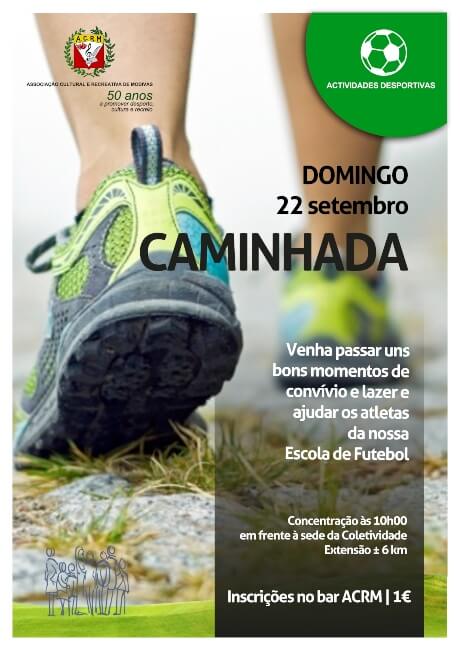 ACRM
ASSOCIAÇÃO CULTURAL E RECREATIVA DE MODIVAS
50 anos
a promover desporto,
cultura e recreio
ACTIVIDADES DESPORTIVAS
DOMINGO
22 setembro
CAMINHADA
Venha passar uns
bons momentos de
convívio e lazer e
ajudar os atletas
da nossa
Escola de Futebol
Concentração às 10h00
em frente à sede da Coletividade
Extensão ± 6 km
Inscrições no bar ACRM | 1€